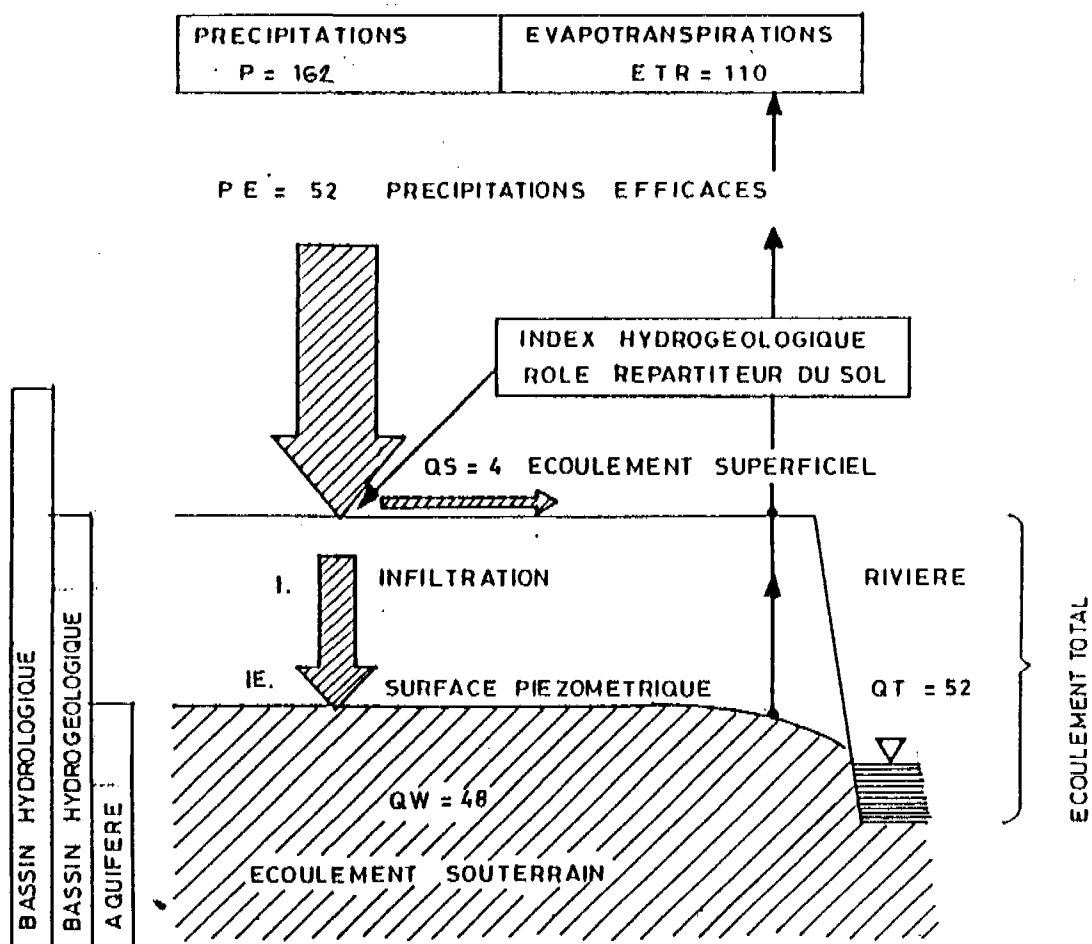 PRECIPITATIONS
P = 162
EVAPOTRANSPIRATIONS
ETR = 110
PE = 52 PRECIPITATIONS EFFICACES
INDEX HYDROGEOLOGIQUE
ROLE REPARTITEUR DU SOL
QS = 4 ECOULEMENT SUPERFICIEL
I. INFILTRATION
RIVIERE
IE. SURFACE PIEZOMETRIQUE
QT = 52
QW = 48
ECOULEMENT SOUTERRAIN
BASSIN HYDROLOGIQUE
BASSIN HYDROGEOLOGIQUE
AQUIFERE
ECOULEMENT TOTAL